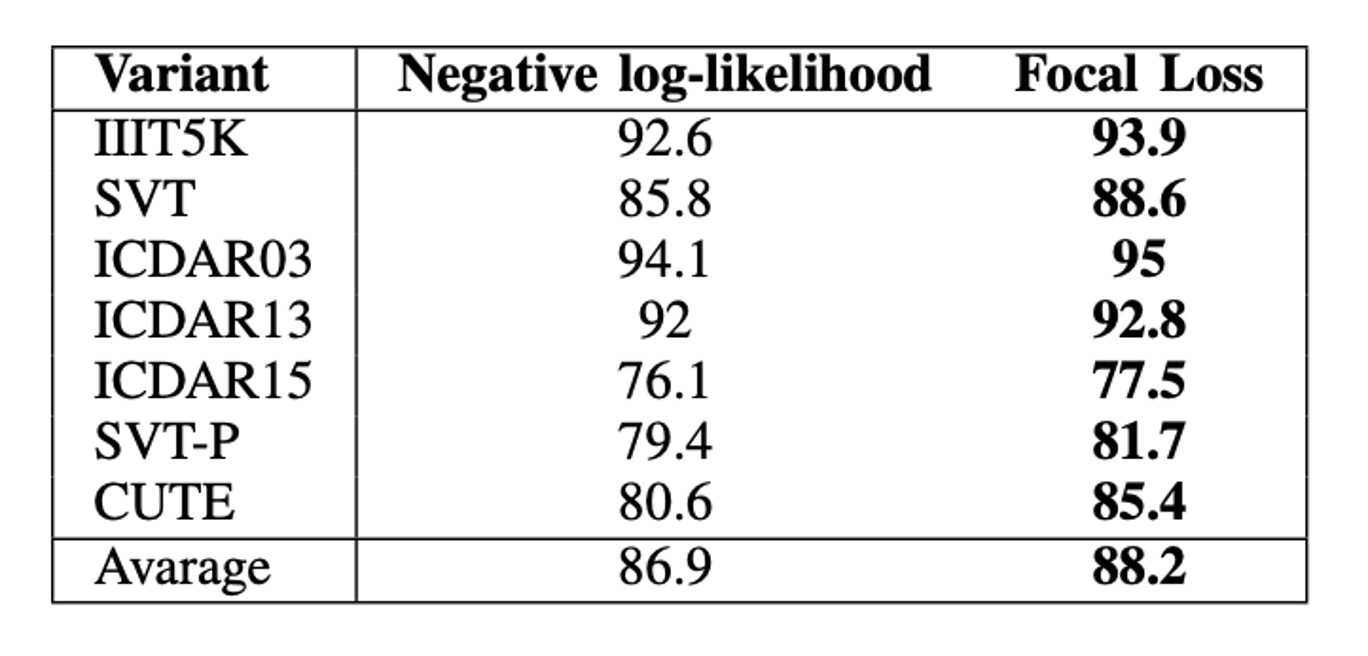 Variant Negative log-likelihood Focal Loss
IIIT5K 92.6 93.9
SVT 85.8 88.6
ICDAR03 94.1 95
ICDAR13 92 92.8
ICDAR15 76.1 77.5
SVT-P 79.4 81.7
CUTE 80.6 85.4
Avarage 86.9 88.2